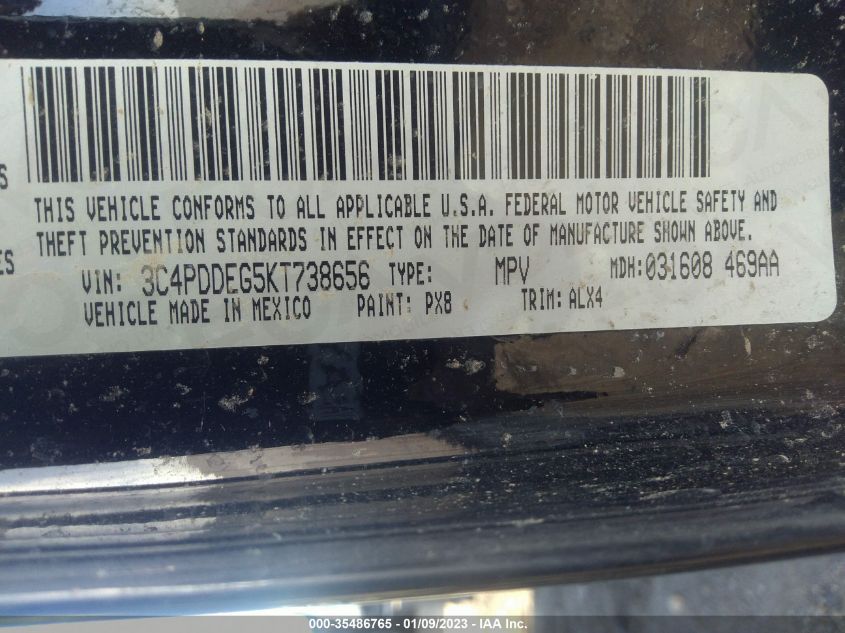 S
THIS VEHICLE CONFORMS TO ALL APPLICABLE U.S.A. FEDERAL MOTOR VEHICLE SAFETY AND
ES
THEFT PREVENTION STANDARDS IN EFFECT ON THE DATE OF MANUFACTURE SHOWN ABOVE.
VIN: 3C4PDDEG5KT738656 TYPE: MPV MDH:031608 469AA
VEHICLE MADE IN MEXICO PAINT: PX8 TRIM: ALX4
000-35486765 - 01/09/2023 - IAA Inc.